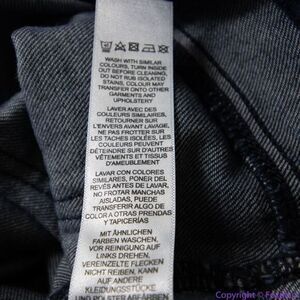 WASH WITH SIMILAR
COLOURS, TURN INSIDE
OUT BEFORE CLEANING,
DO NOT RUB ISOLATED
STAINS, COLOUR MAY
TRANSFER ONTO OTHER
GARMENTS AND
UPHOLSTERY
LAVER AVEC DES
COULEURS SIMILAIRES,
RETOURNER SUR
L'ENVERS AVANT LAVAGE,
NE PAS FROTTER SUR
LES TACHES ISOLÉES,
LES COULEURS PEUVENT
DÉTEINDRE SUR D'AUTRES
VÊTEMENTS ET TISSUS
D'AMEUBLEMENT
LAVAR CON COLORES
SIMILARES, PONER DEL
REVÉS ANTES DE LAVAR,
NO FROTAR MANCHAS
AISLADAS, PUEDE
TRANSFERIR ALGO DE
COLOR A OTRAS PRENDAS
Y TAPICERÍAS
MIT ÄHNLICHEN
FARBEN WASCHEN,
VOR REINIGUNG AUF
LINKS DREHEN,
VEREINZELTE FLECKEN
NICHT REIBEN, KANN
AUF ANDERE
KLEIDUNGSSTÜCKE
UND POLSTER ABFÄRBEN